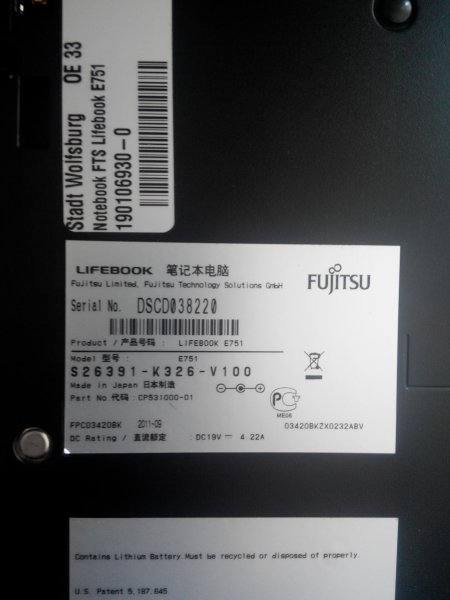 Stadt Wolfsburg OE 33
Notebook FTS Lifebook E751
190106930-0
LIFEBOOK 笔记本电脑
Fujitsu Limited, Fujitsu Technology Solutions GmbH
FUJITSU
Serial No. DSCD038220
Product / 产品号码 : LIFEBOOK E751
Model 型号 : E751
S26391-K326-V100
Made in Japan 日本制造
Part No 代码 : CP531000-01
ME06
FPC03420BK 2011-09
03420BKZX0232ABV
DC Rating / 直流额定 : DC19V 4.22A
Contains Lithium Battery.Must be recycled or disposed of properly.
U.S. Patent 5,187,645